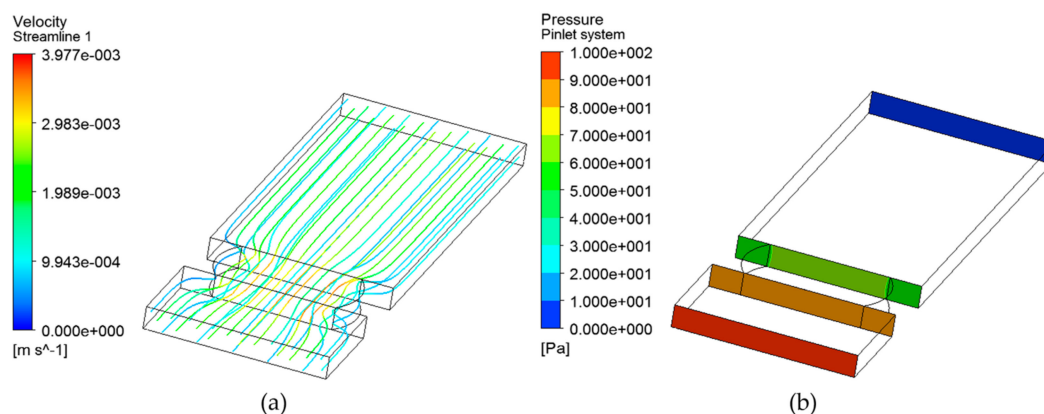 Velocity
Streamline 1
3.977e-003
2.983e-003
1.989e-003
9.943e-004
0.000e+000
[m s^-1]
(a)
Pressure
Pinlet system
1.000e+002
9.000e+001
8.000e+001
7.000e+001
6.000e+001
5.000e+001
4.000e+001
3.000e+001
2.000e+001
1.000e+001
0.000e+000
[Pa]
(b)